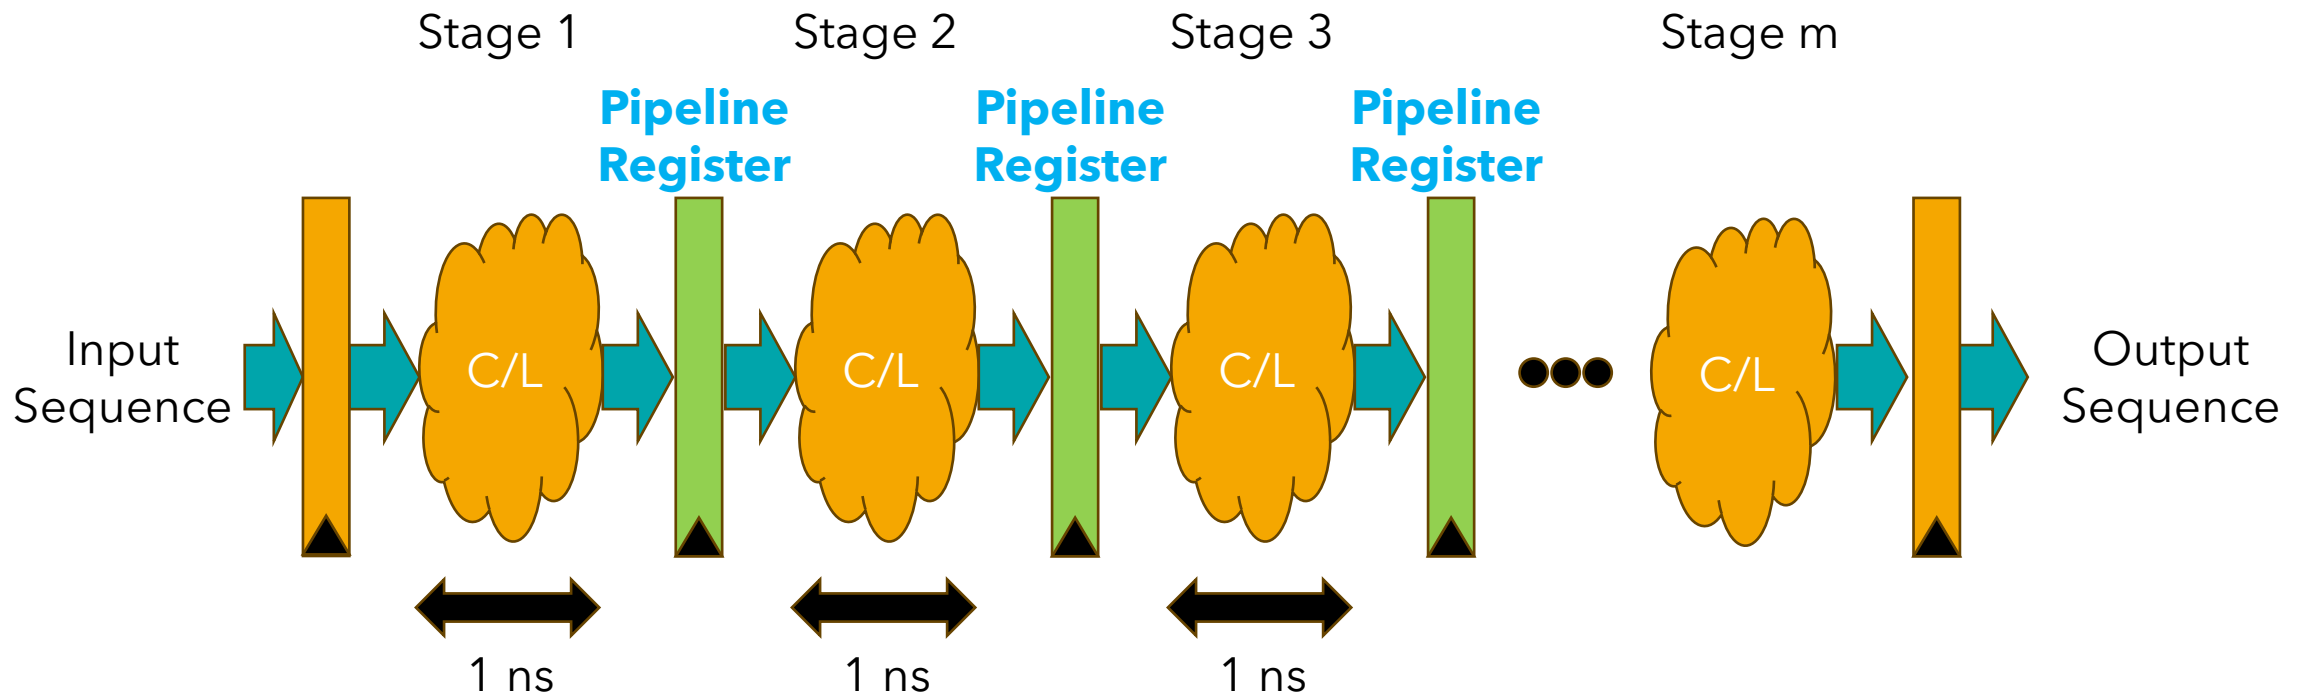 Stage 1
Stage 2
Stage 3
Stage m
Pipeline
Register
Pipeline
Register
Pipeline
Register
Input
Sequence
C/L
C/L
C/L
C/L
Output
Sequence
1 ns
1 ns
1 ns